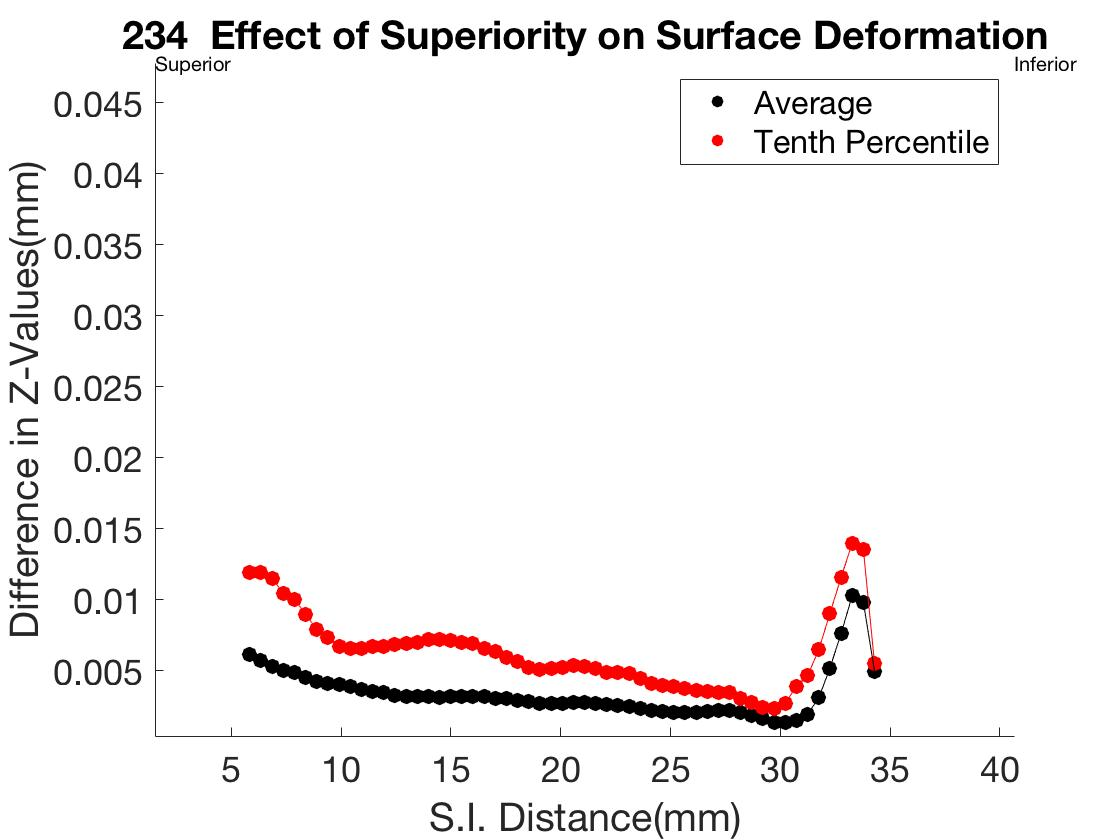 234  Effect of Superiority on Surface Deformation
Superior
Inferior
Average
Tenth Percentile
Difference in Z-Values(mm)
0.045
0.04
0.035
0.03
0.025
0.02
0.015
0.01
0.005
5 10 15 20 25 30 35 40
S.I. Distance(mm)